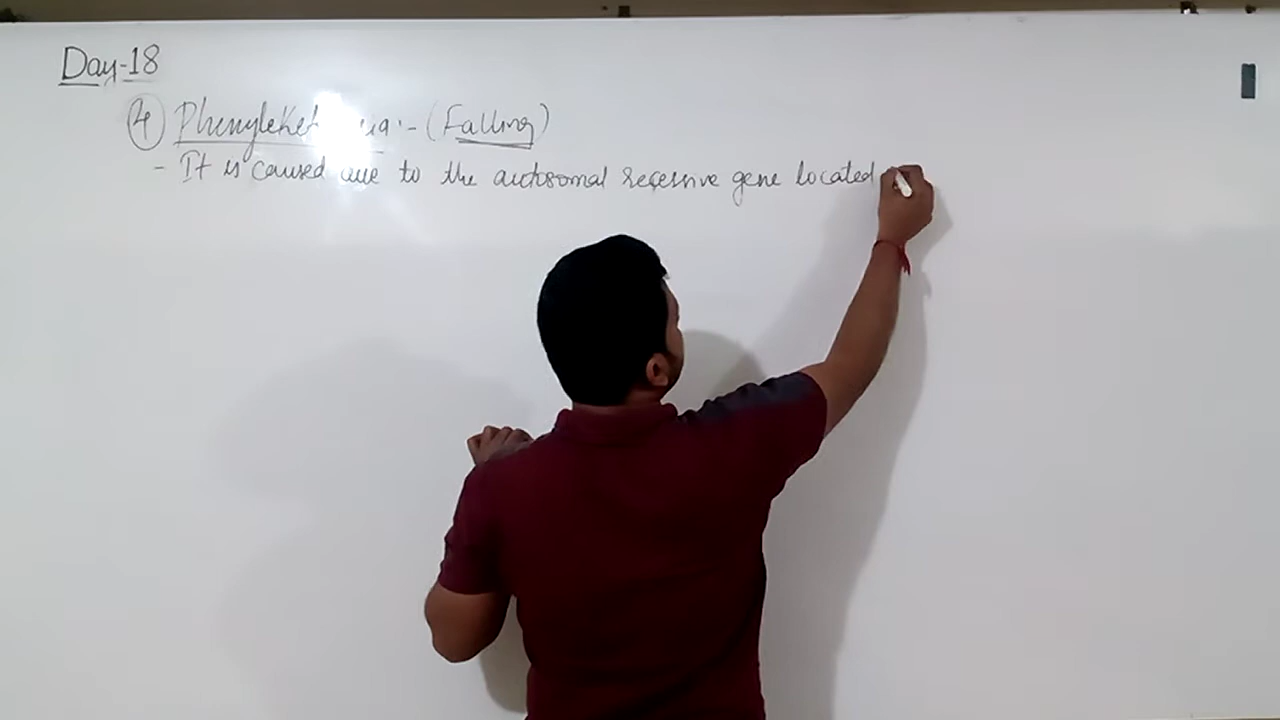 Day-18
4 :- (Falling)
- It is caused due to the autosomal recessive gene located